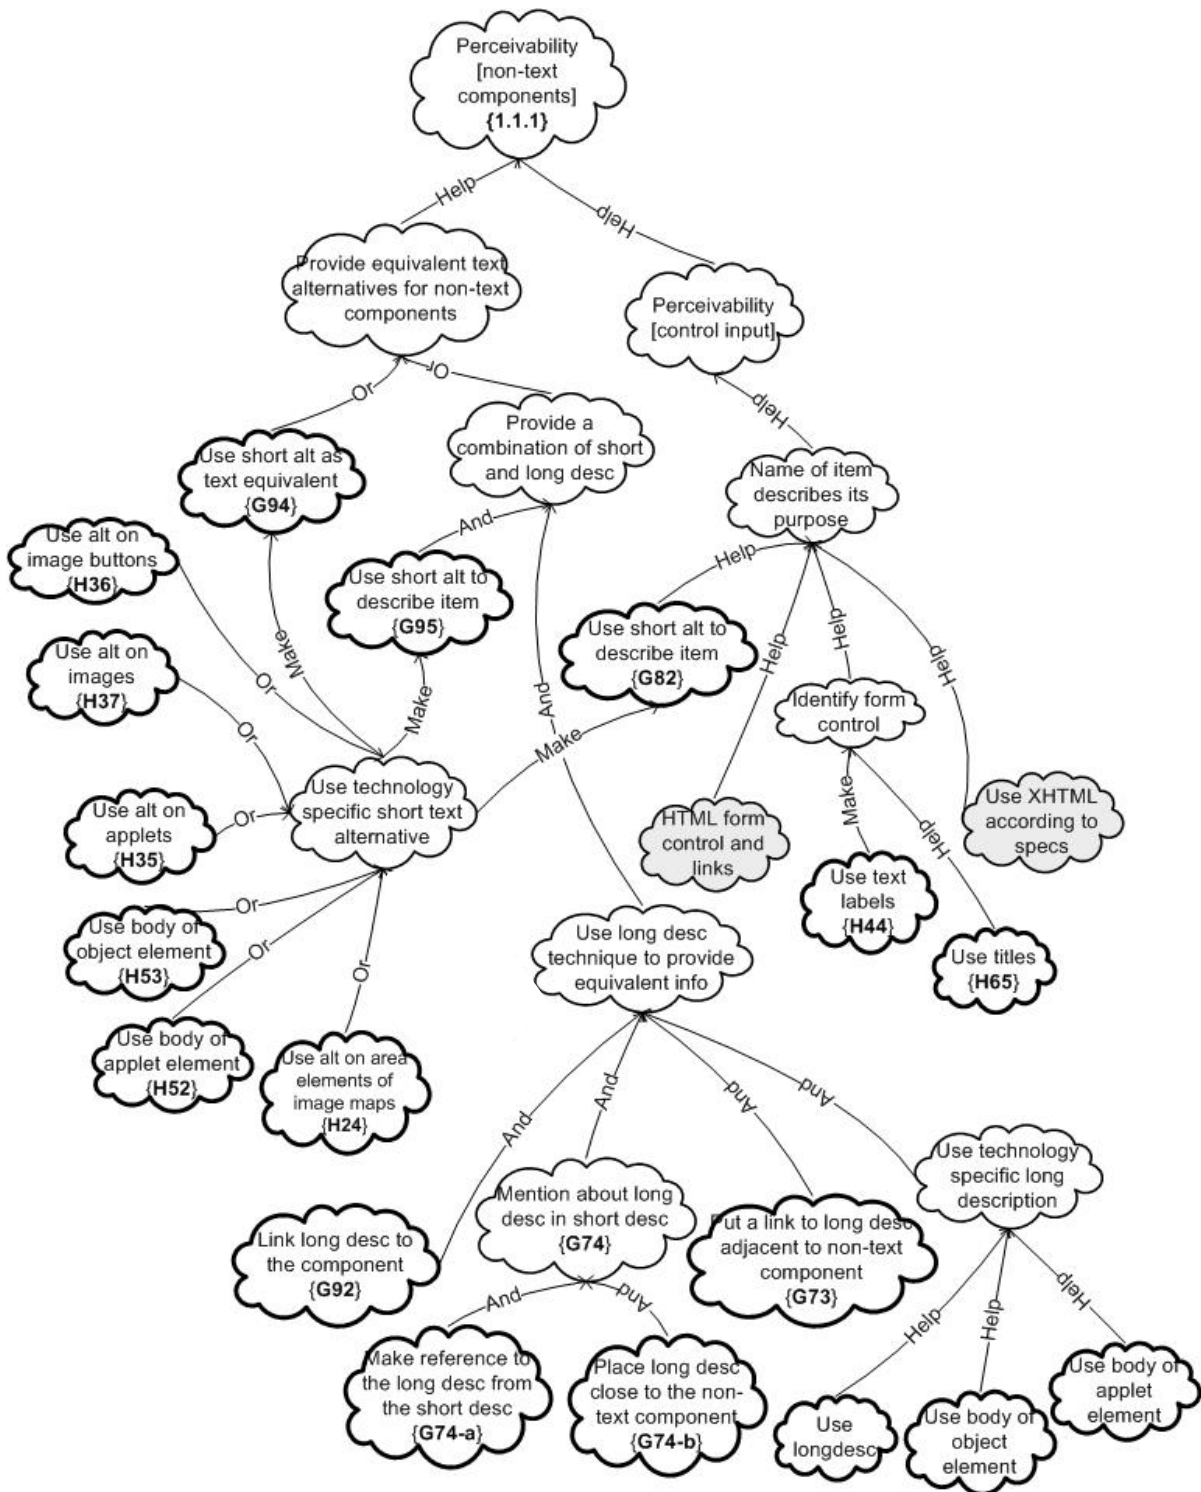 Perceivability
[non-text
components]
{1.1.1}
Help
Help
Provide equivalent text
alternatives for non-text
components
Perceivability
[control input]
Or
Or
Help
Use short alt as
text equivalent
{G94}
Provide a
combination of short
and long desc
Name of item
describes its
purpose
Use alt on
image buttons
{H36}
And
Help
Use short alt to
describe item
{G95}
Use short alt to
describe item
{G82}
Make
Help
Help
Help
Use alt on
images
{H37}
Or
Make
And
Identify form
control
Or
Make
Use technology
specific short text
alternative
Make
Help
Use alt on
applets
{H35}
Or
HTML form
control and
links
Use XHTML
according to
specs
Use text
labels
{H44}
Or
Use body of
object element
{H53}
Or
Or
Use long desc
technique to provide
equivalent info
Use titles
{H65}
Use body of
applet element
{H52}
Use alt on area
elements of
image maps
{H24}
And
And
And
And
Use technology
specific long
description
Mention about long
desc in short desc
{G74}
Link long desc to
the component
{G92}
Put a link to long desc
adjacent to non-text
component
{G73}
And
And
Help
Help
Help
Make reference to
the long desc from
the short desc
{G74-a}
Place long desc
close to the non-
text component
{G74-b}
Use
longdesc
Use body of
object
element
Use body of
applet
element